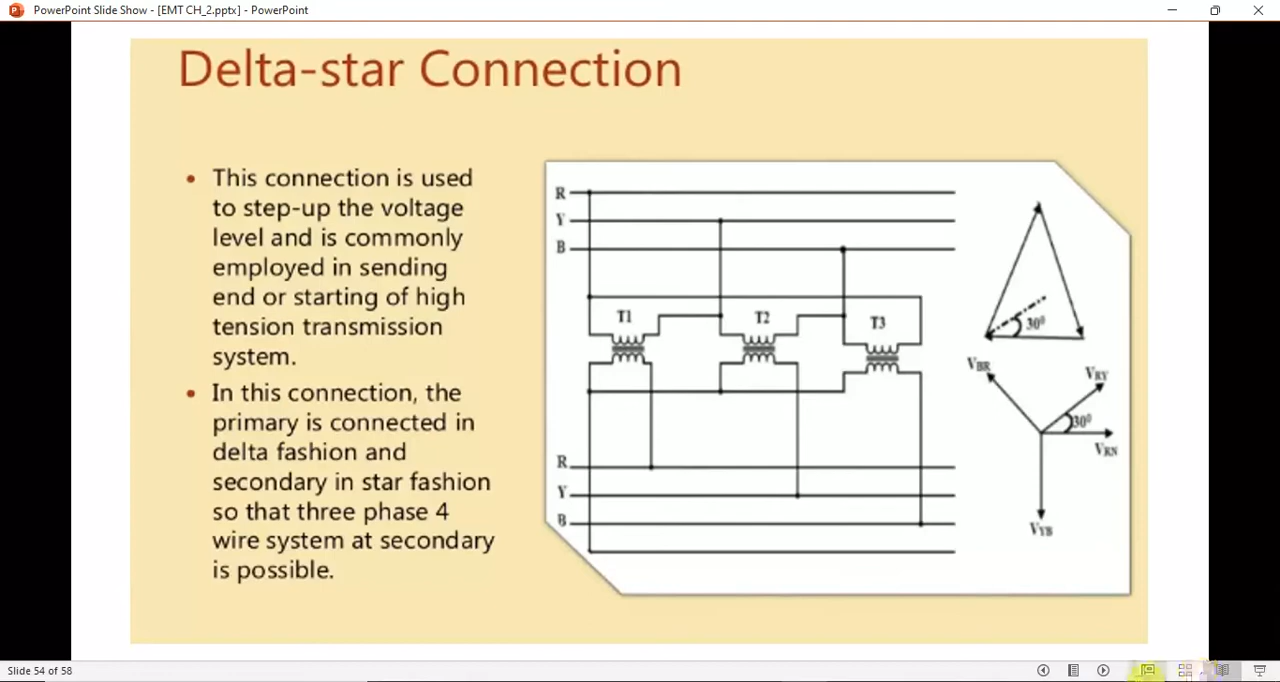 PowerPoint Slide Show - [EMT CH_2.pptx] - PowerPoint
Delta-star Connection
• This connection is used
to step-up the voltage
level and is commonly
employed in sending
end or starting of high
tension transmission
system.
• In this connection, the
primary is connected in
delta fashion and
secondary in star fashion
so that three phase 4
wire system at secondary
is possible.
R
Y
B
T1
T2
T3
R
Y
B
30⁰
VBR
VRY
30⁰
VRN
VYB
Slide 54 of 58